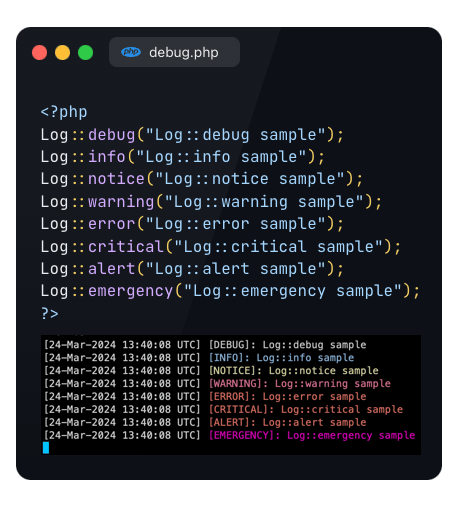 php debug.php
<?php
Log::debug("Log::debug sample");
Log::info("Log::info sample");
Log::notice("Log::notice sample");
Log::warning("Log::warning sample");
Log::error("Log::error sample");
Log::critical("Log::critical sample");
Log::alert("Log::alert sample");
Log::emergency("Log::emergency sample");
?>
[24-Mar-2024 13:40:08 UTC] [DEBUG]: Log::debug sample
[24-Mar-2024 13:40:08 UTC] [INFO]: Log::info sample
[24-Mar-2024 13:40:08 UTC] [NOTICE]: Log::notice sample
[24-Mar-2024 13:40:08 UTC] [WARNING]: Log::warning sample
[24-Mar-2024 13:40:08 UTC] [ERROR]: Log::error sample
[24-Mar-2024 13:40:08 UTC] [CRITICAL]: Log::critical sample
[24-Mar-2024 13:40:08 UTC] [ALERT]: Log::alert sample
[24-Mar-2024 13:40:08 UTC] [EMERGENCY]: Log::emergency sample